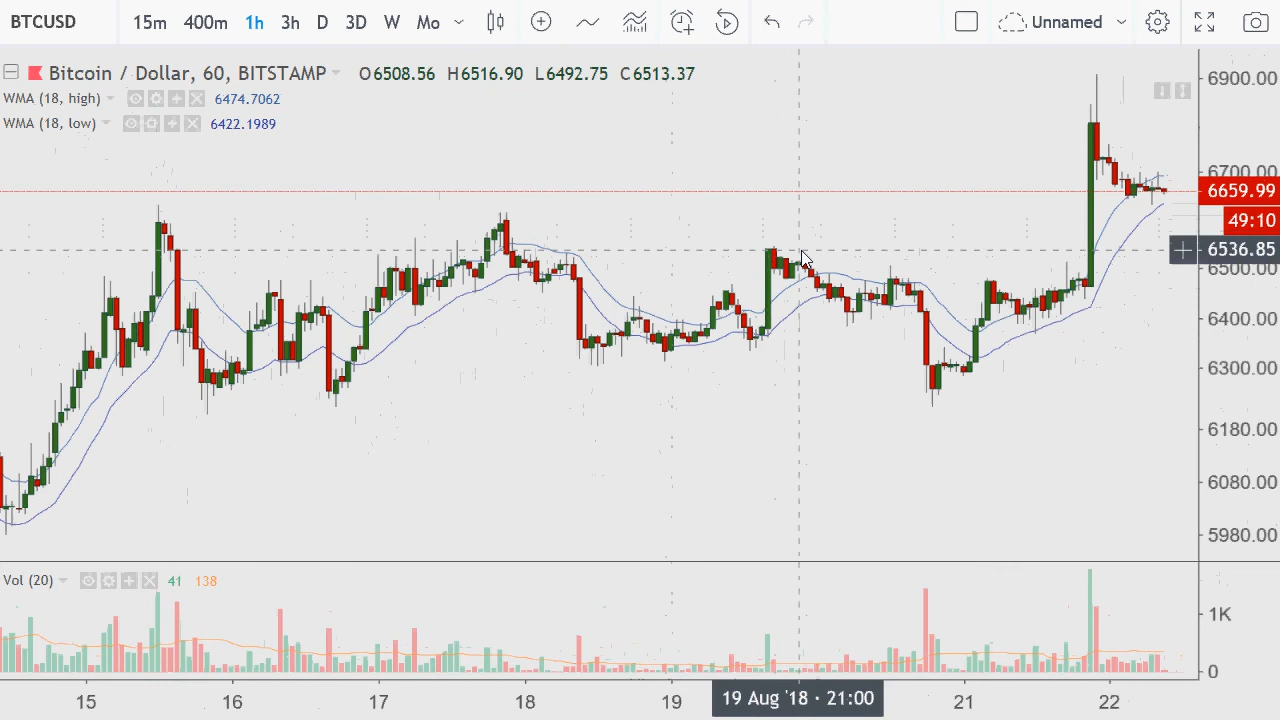 BTCUSD 15m 400m 1h 3h D 3D W Mo Unnamed
Bitcoin / Dollar, 60, BITSTAMP O6508.56 H6516.90 L6492.75 C6513.37
WMA (18, high) 6474.7062
WMA (18, low) 6422.1989
6900.00
6700.00
6659.99
49:10
6536.85
6500.00
6400.00
6300.00
6180.00
6080.00
5980.00
Vol (20) 41 138
1K
0
15 16 17 18 19 19 Aug '18 · 21:00 21 22